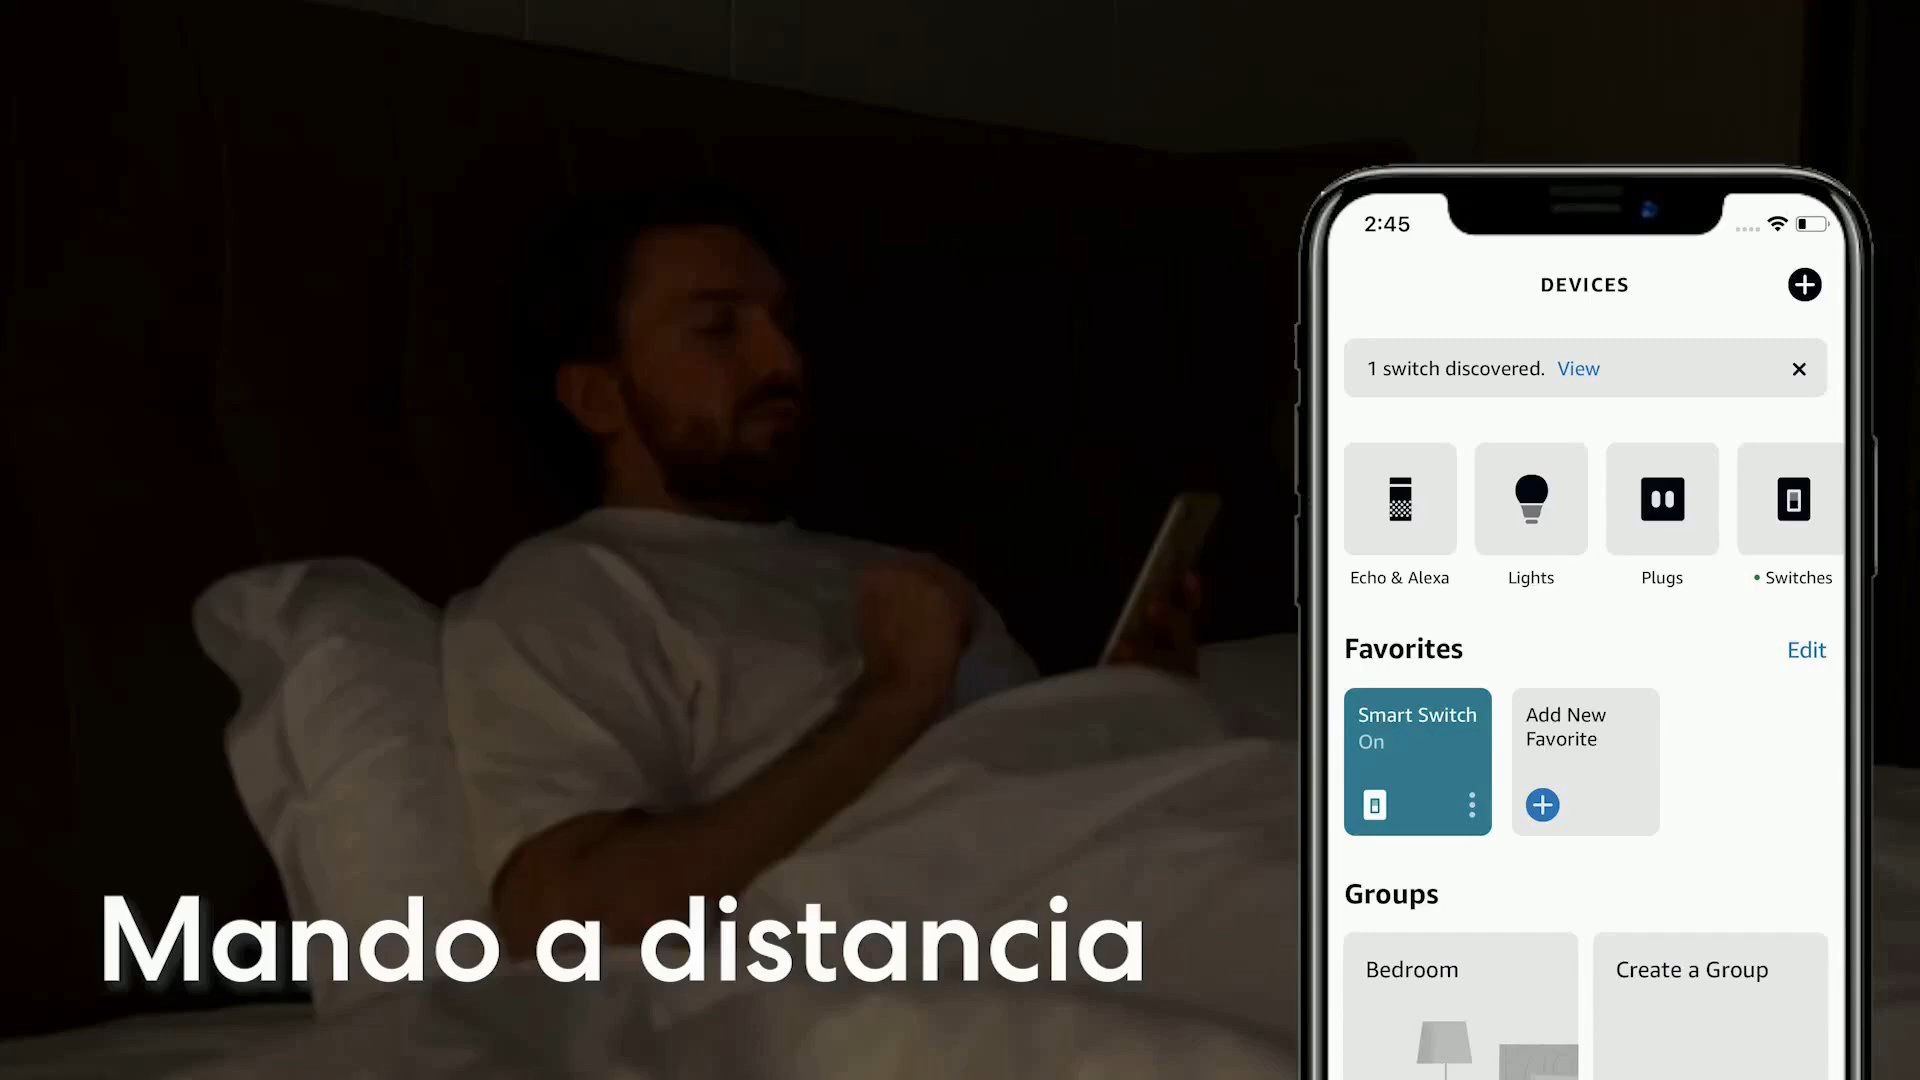 2:45
DEVICES
1 switch discovered. View
Echo & Alexa
Lights
Plugs
• Switches
Favorites
Edit
Smart Switch
On
Add New
Favorite
Groups
Bedroom
Create a Group
Mando a distancia